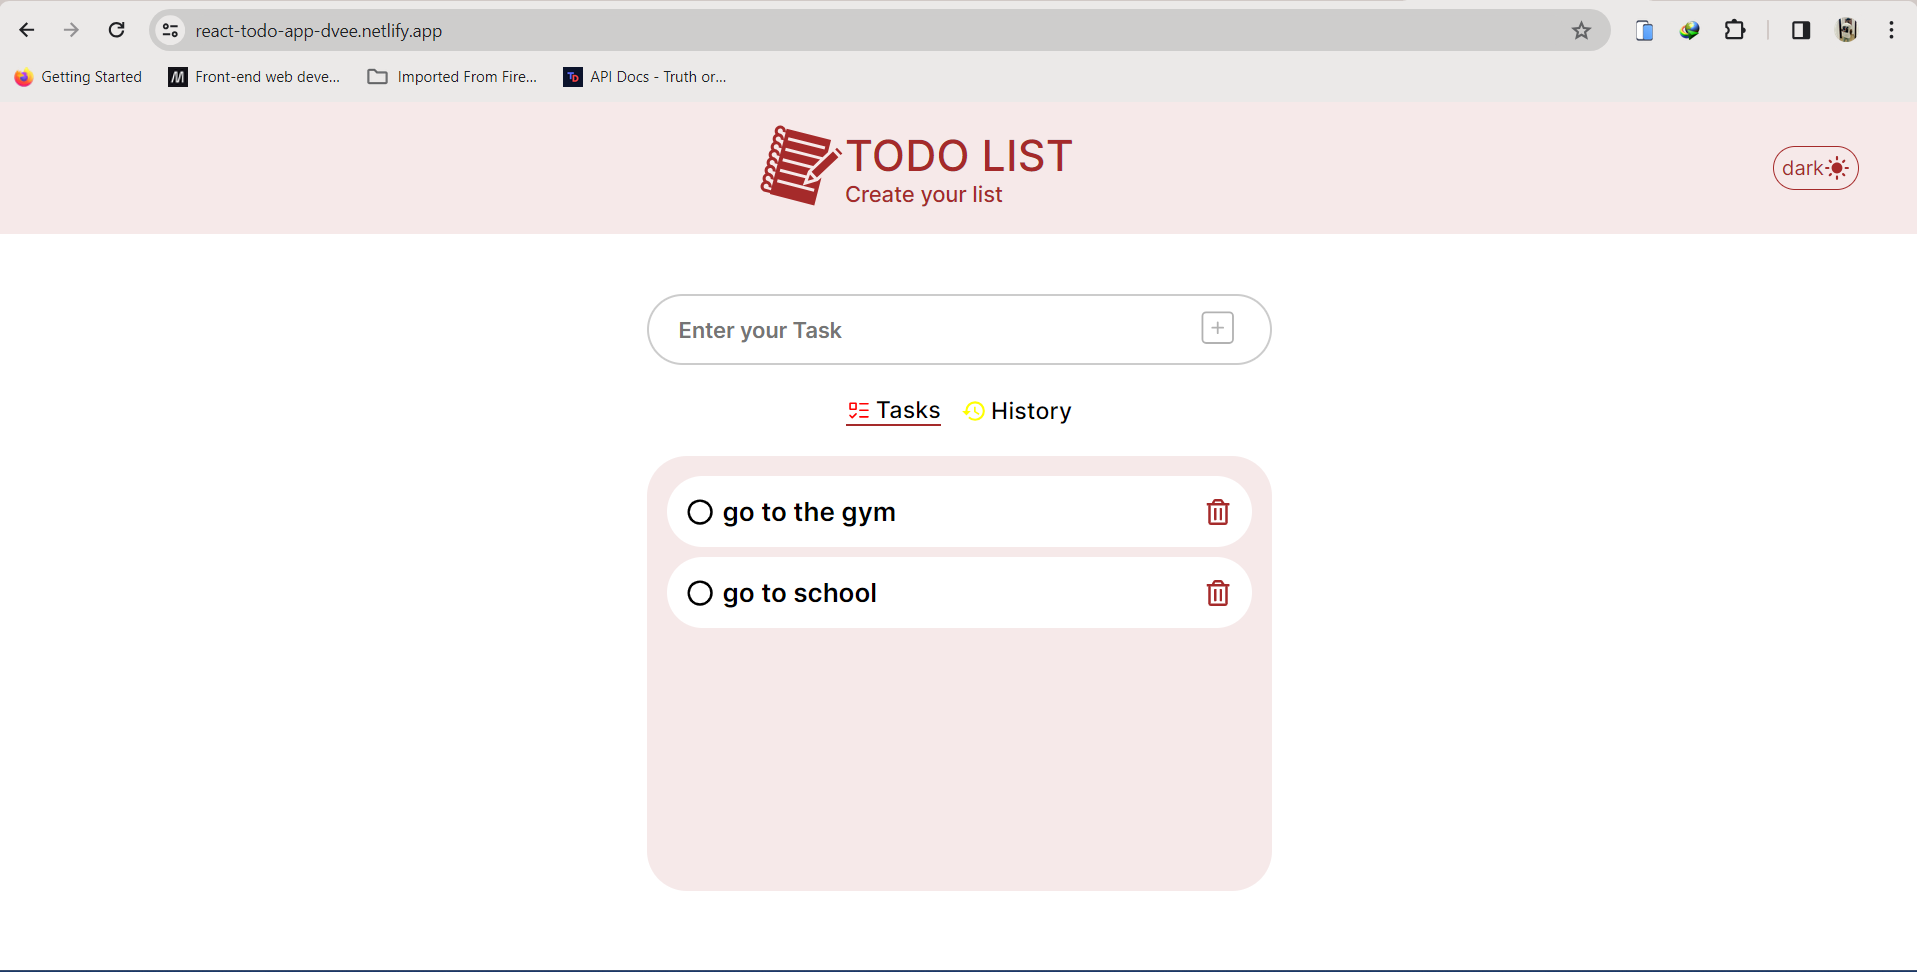 react-todo-app-dvee.netlify.app
Getting Started
Front-end web deve...
Imported From Fire...
API Docs - Truth or...
TODO LIST
Create your list
dark
Enter your Task
Tasks
History
go to the gym
go to school